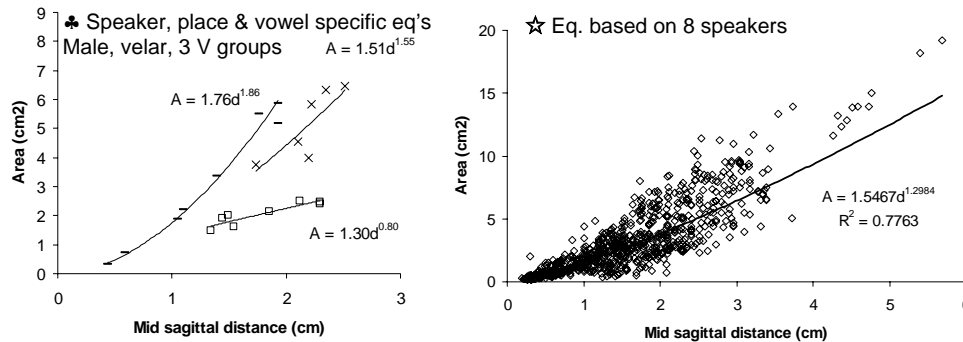 ♣ Speaker, place & vowel specific eq's
Male, velar, 3 V groups
A = 1.51d^1.55
A = 1.76d^1.86
A = 1.30d^0.80
Area (cm2)
9
8
7
6
5
4
3
2
1
0
0 1 2 3
Mid sagittal distance (cm)
☆ Eq. based on 8 speakers
Area (cm2)
20
15
10
5
0
A = 1.5467d^1.2984
R^2 = 0.7763
0 1 2 3 4 5 6
Mid sagittal distance (cm)